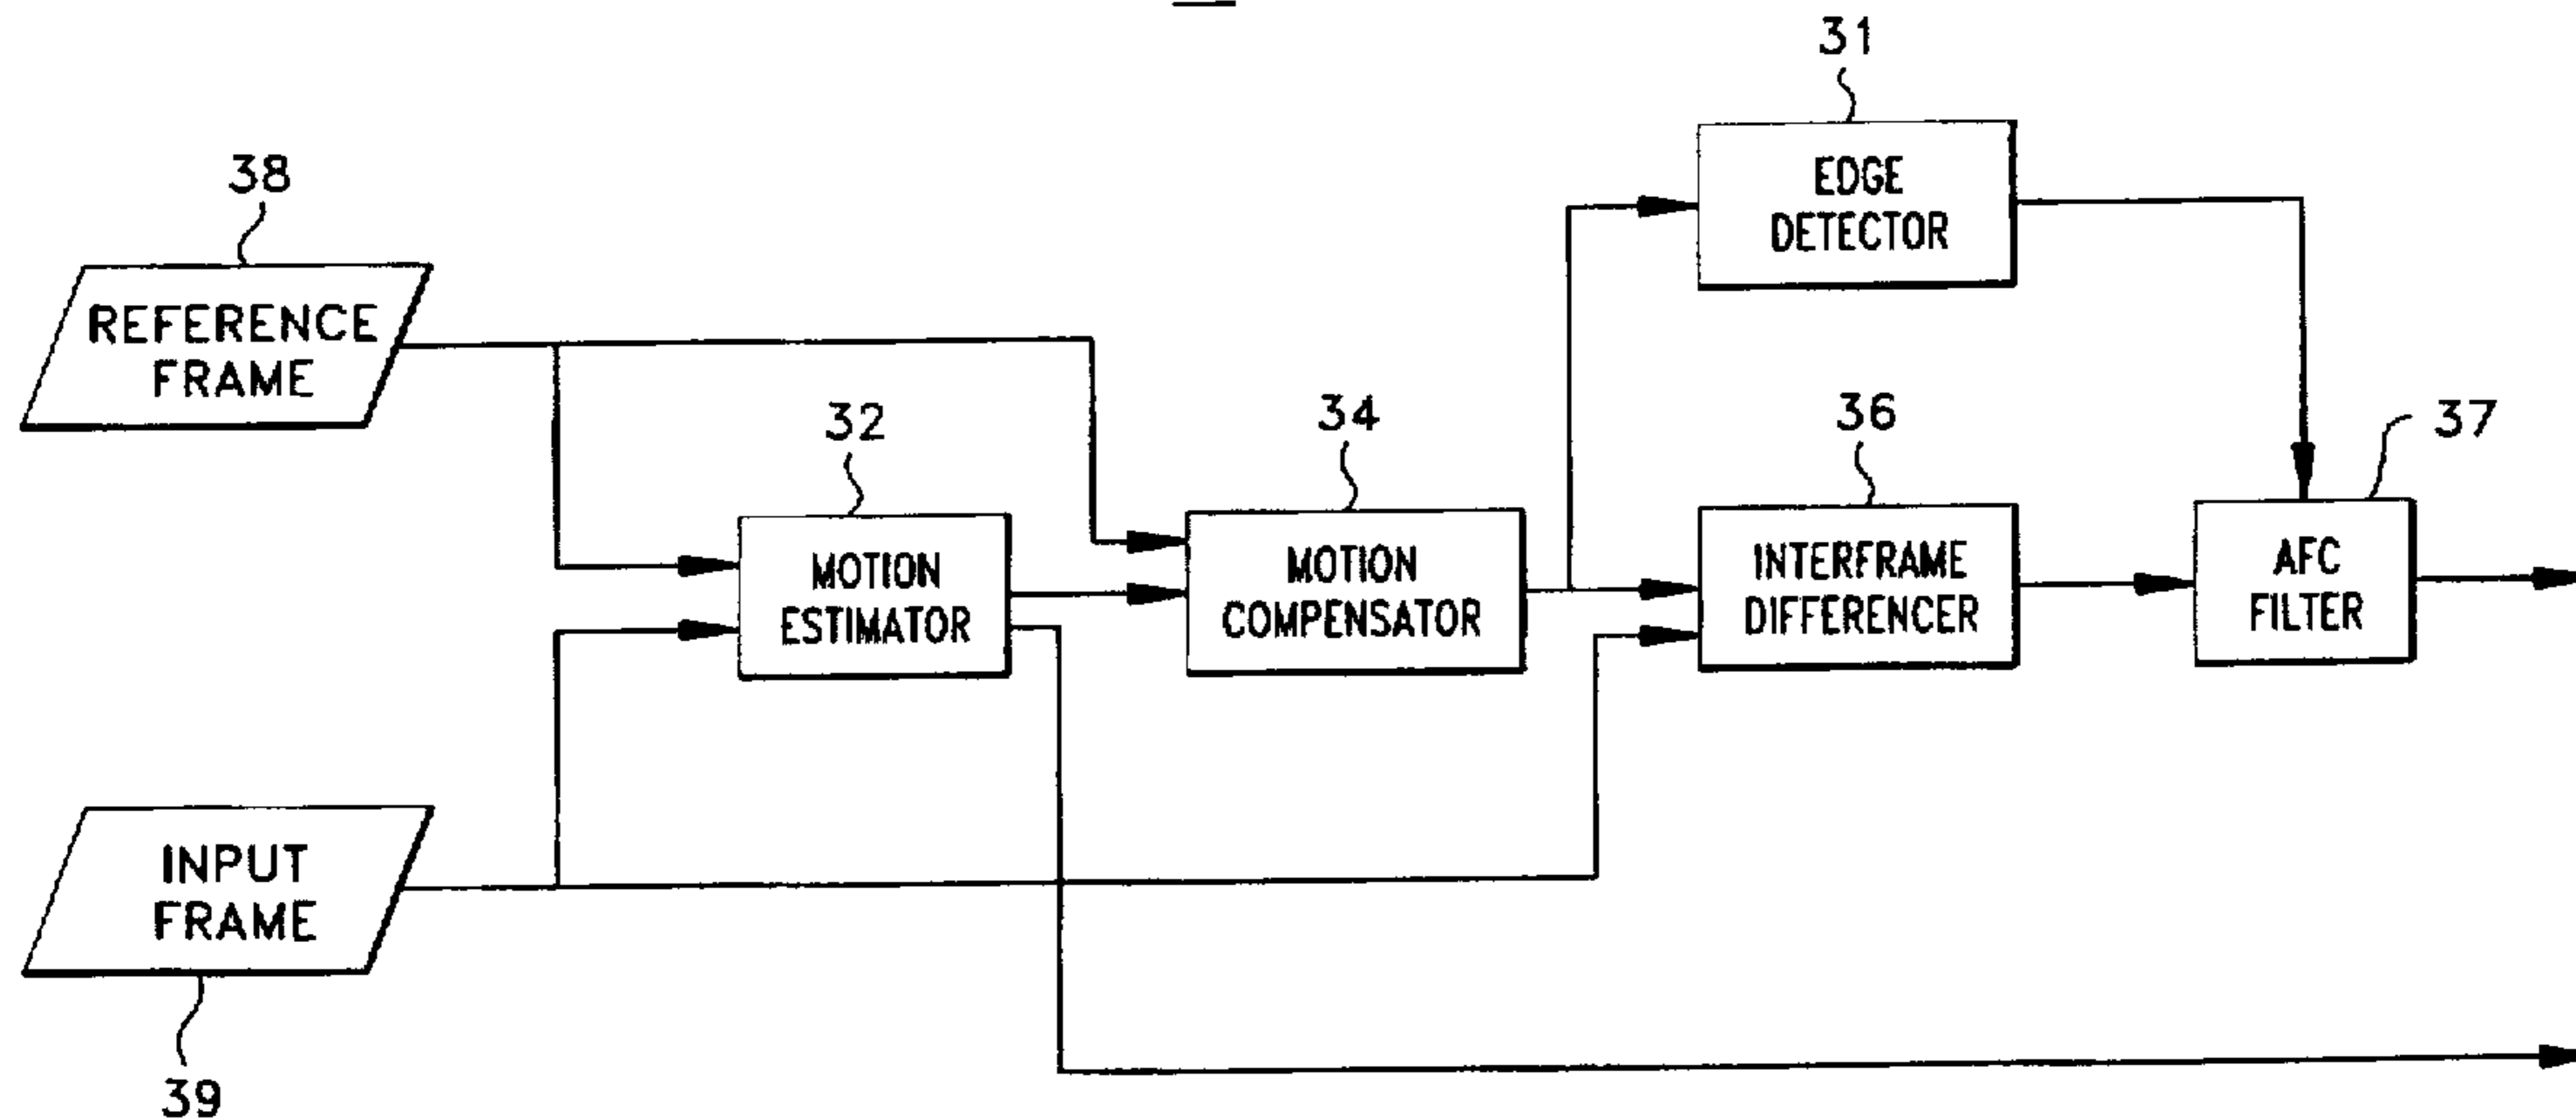 31
EDGE
DETECTOR
38
REFERENCE
FRAME
32
MOTION
ESTIMATOR
34
MOTION
COMPENSATOR
36
INTERFRAME
DIFFERENCER
37
AFC
FILTER
INPUT
FRAME
39